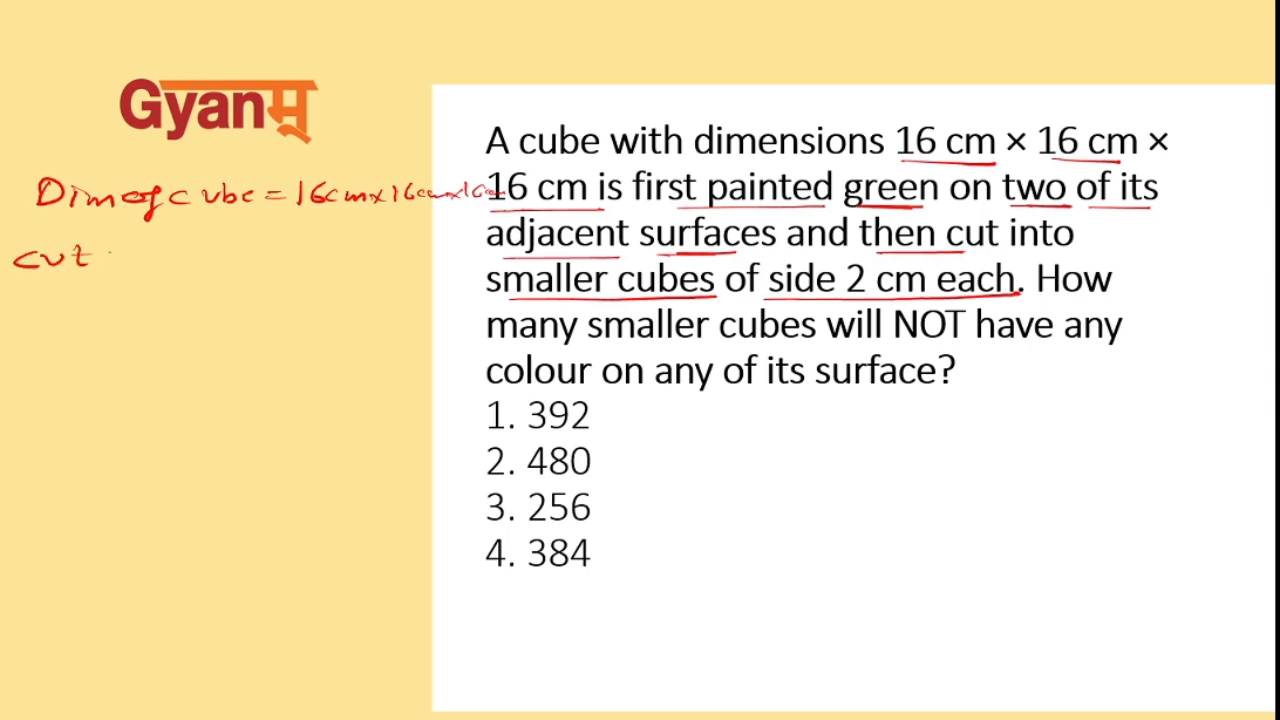 Gyanम्
Dim of cube = 16cm x 16cm x 16cm
cut
A cube with dimensions 16 cm × 16 cm ×
16 cm is first painted green on two of its
adjacent surfaces and then cut into
smaller cubes of side 2 cm each. How
many smaller cubes will NOT have any
colour on any of its surface?
1. 392
2. 480
3. 256
4. 384